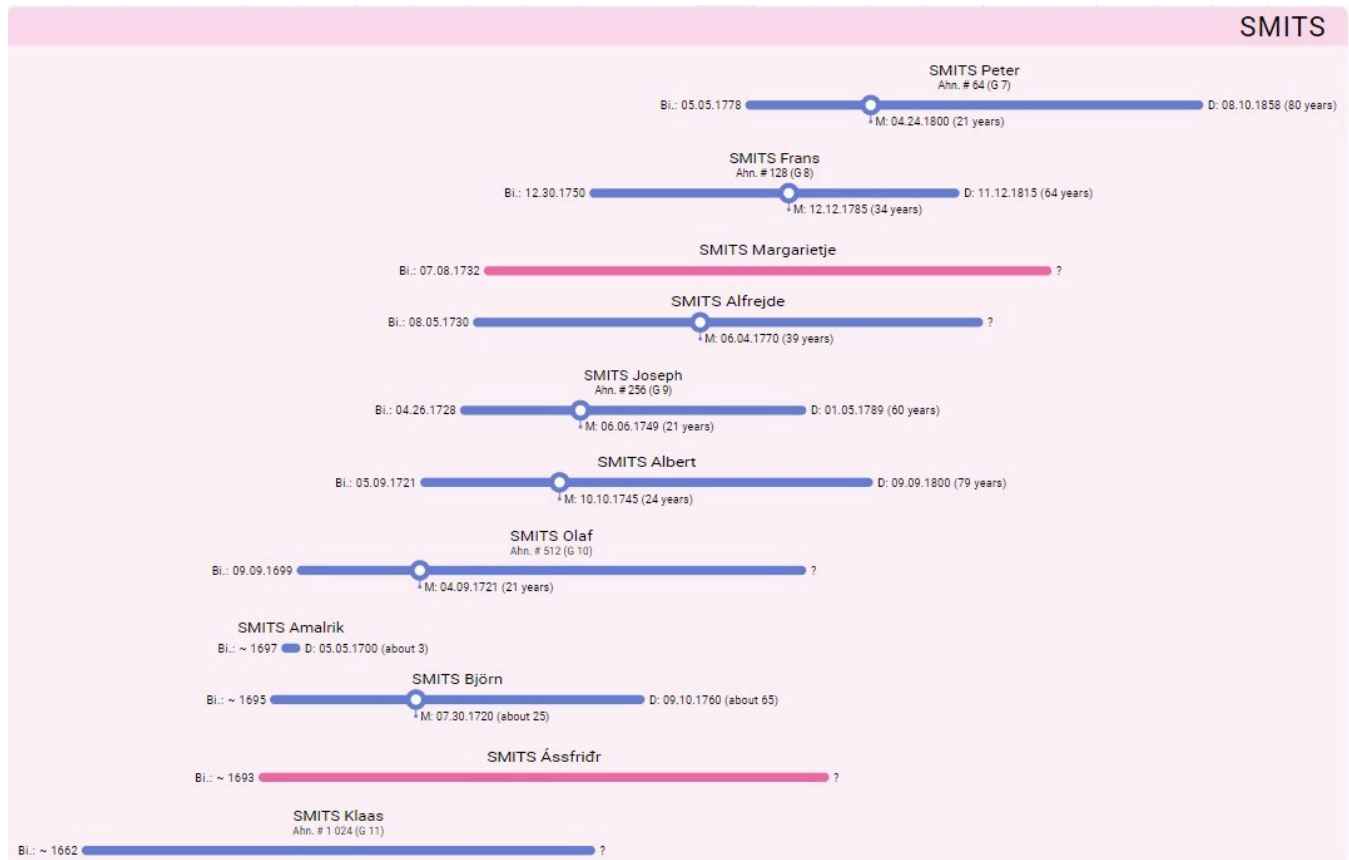 SMITS
SMITS Peter
Ahn. # 64 (G 7)
Bi.: 05.05.1778 D: 08.10.1858 (80 years)
M: 04.24.1800 (21 years)
SMITS Frans
Ahn. # 128 (G 8)
Bi.: 12.30.1750 D: 11.12.1815 (64 years)
M: 12.12.1785 (34 years)
SMITS Margarietje
Bi.: 07.08.1732 ?
SMITS Alfrejde
Bi.: 08.05.1730 ?
M: 06.04.1770 (39 years)
SMITS Joseph
Ahn. # 256 (G 9)
Bi.: 04.26.1728 D: 01.05.1789 (60 years)
M: 06.06.1749 (21 years)
SMITS Albert
Bi.: 05.09.1721 D: 09.09.1800 (79 years)
M: 10.10.1745 (24 years)
SMITS Olaf
Ahn. # 512 (G 10)
Bi.: 09.09.1699 ?
M: 04.09.1721 (21 years)
SMITS Amalrik
Bi.: ~ 1697 D: 05.05.1700 (about 3)
SMITS Björn
Bi.: ~ 1695 D: 09.10.1760 (about 65)
M: 07.30.1720 (about 25)
SMITS Ássfriđr
Bi.: ~ 1693 ?
SMITS Klaas
Ahn. # 1 024 (G 11)
Bi.: ~ 1662 ?